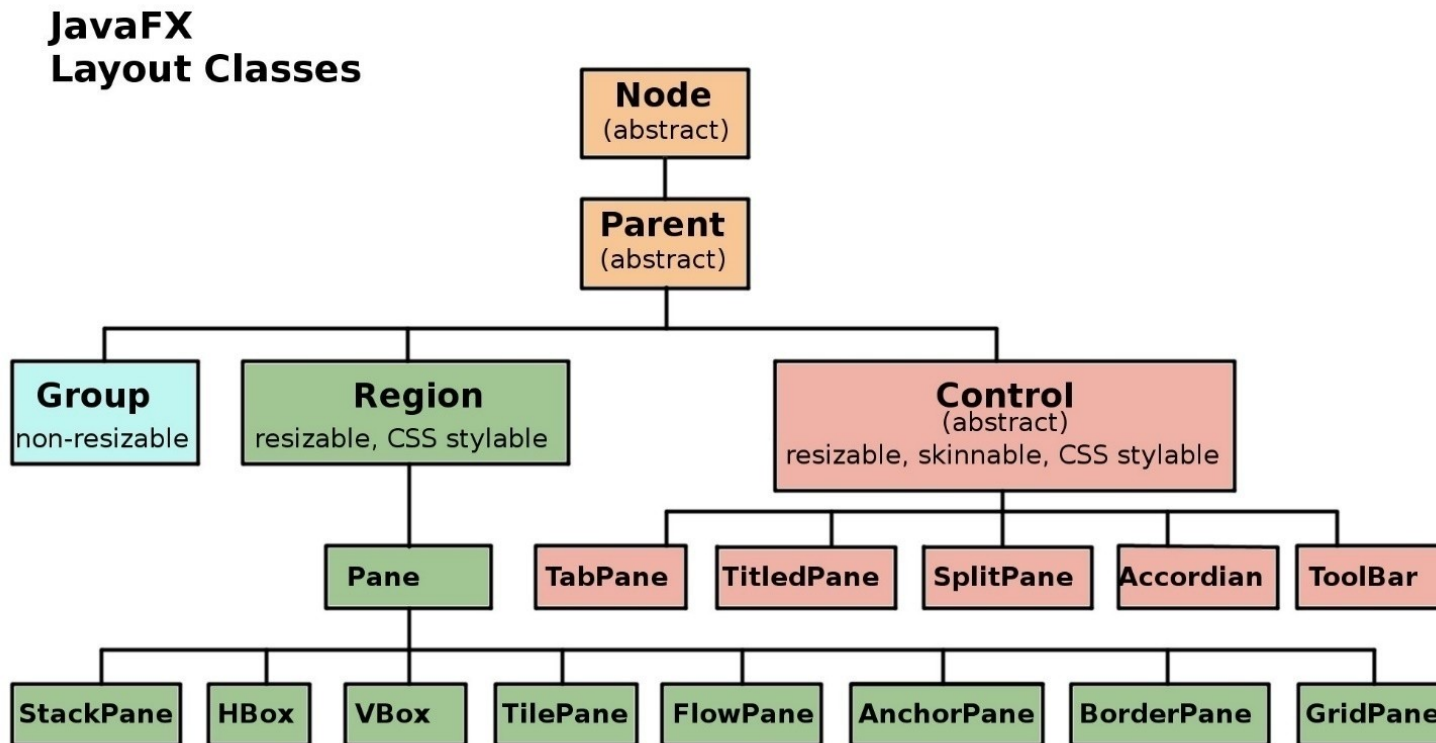 JavaFX
Layout Classes
Node
(abstract)
Parent
(abstract)
Group
non-resizable
Region
resizable, CSS stylable
Control
(abstract)
resizable, skinnable, CSS stylable
Pane
TabPane
TitledPane
SplitPane
Accordian
ToolBar
StackPane
HBox
VBox
TilePane
FlowPane
AnchorPane
BorderPane
GridPane